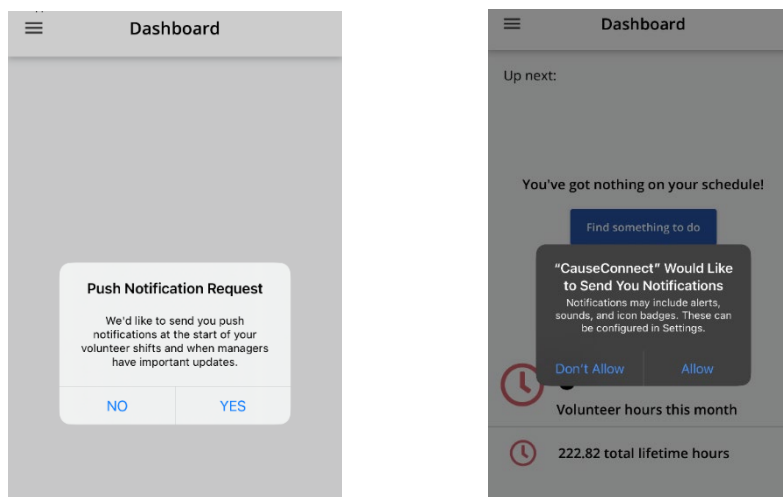 Dashboard
Push Notification Request
We'd like to send you push
notifications at the start of your
volunteer shifts and when managers
have important updates.
NO YES
Dashboard
Up next:
You've got nothing on your schedule!
Find something to do
“CauseConnect” Would Like
to Send You Notifications
Notifications may include alerts,
sounds, and icon badges. These can
be configured in Settings.
Don't Allow Allow
Volunteer hours this month
222.82 total lifetime hours